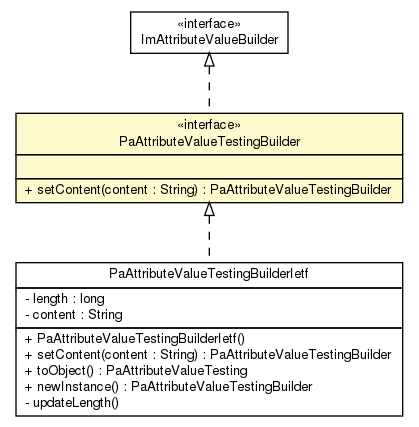 «interface»
ImAttributeValueBuilder
«interface»
PaAttributeValueTestingBuilder
+ setContent(content : String) : PaAttributeValueTestingBuilder
PaAttributeValueTestingBuilderIetf
- length : long
- content : String
+ PaAttributeValueTestingBuilderIetf()
+ setContent(content : String) : PaAttributeValueTestingBuilder
+ toObject() : PaAttributeValueTesting
+ newInstance() : PaAttributeValueTestingBuilder
- updateLength()